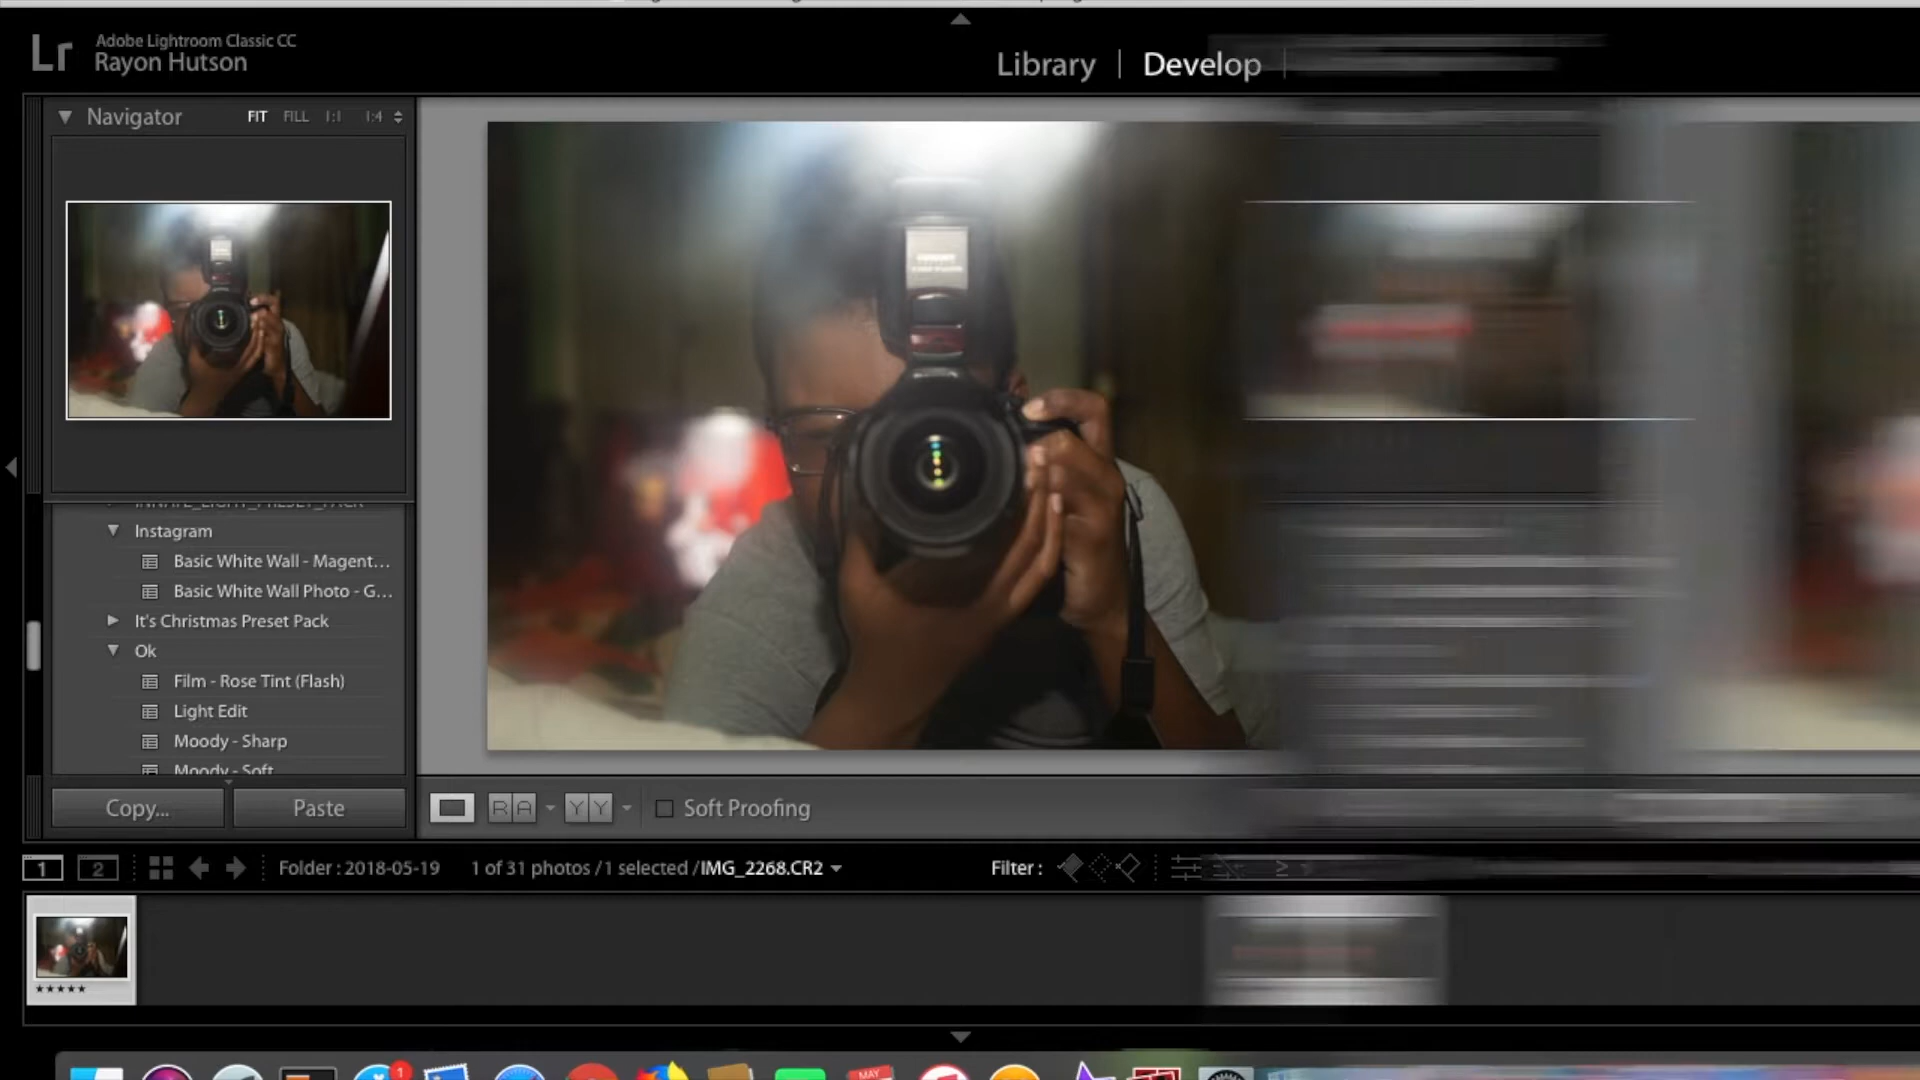 Lr
Adobe Lightroom Classic CC
Rayon Hutson
Library | Develop
Navigator FIT FILL 1:1 1:4
INNATE_LIGHT_PRESET_PACK
Instagram
Basic White Wall - Magent...
Basic White Wall Photo - G...
It's Christmas Preset Pack
Ok
Film - Rose Tint (Flash)
Light Edit
Moody - Sharp
Moody - Soft
Copy... Paste
R A Y Y Soft Proofing
1 2 Folder : 2018-05-19 1 of 31 photos / 1 selected / IMG_2268.CR2 Filter : ≥
★★★★★
1
MAY